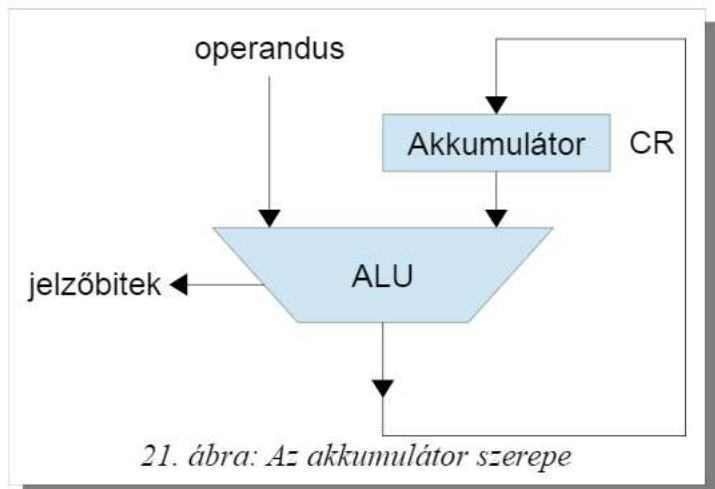 operandus
Akkumulátor
CR
ALU
jelzőbitek
21. ábra: Az akkumulátor szerepe